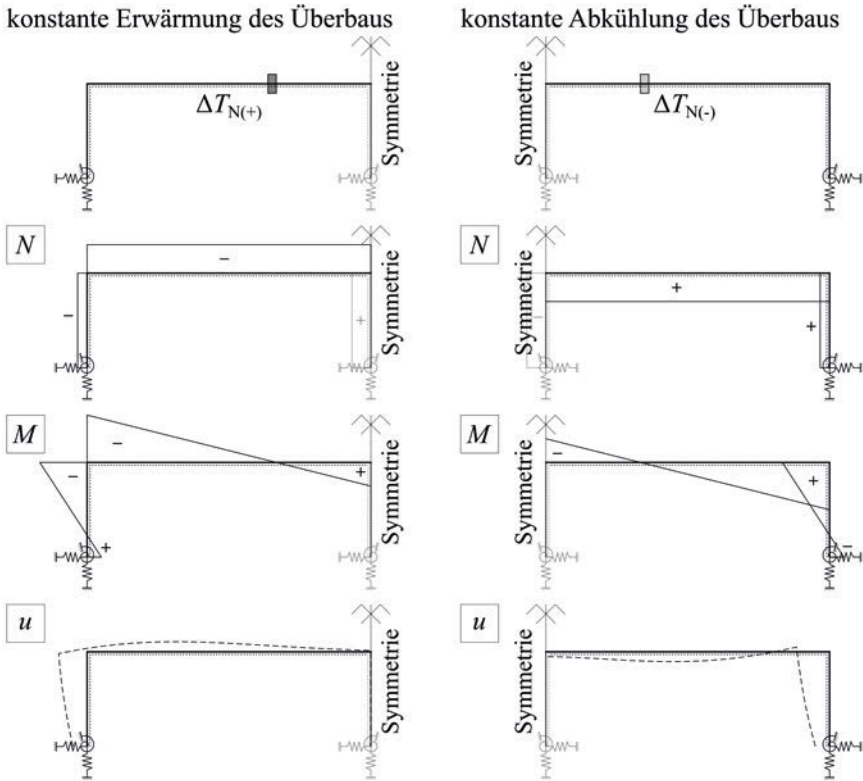 konstante Erwärmung des Überbaus
konstante Abkühlung des Überbaus
ΔT_N(+)
Symmetrie
ΔT_N(-)
Symmetrie
N
−
−
+
Symmetrie
N
−
+
+
Symmetrie
M
−
−
+
+
Symmetrie
M
−
+
−
Symmetrie
u
Symmetrie
u
Symmetrie